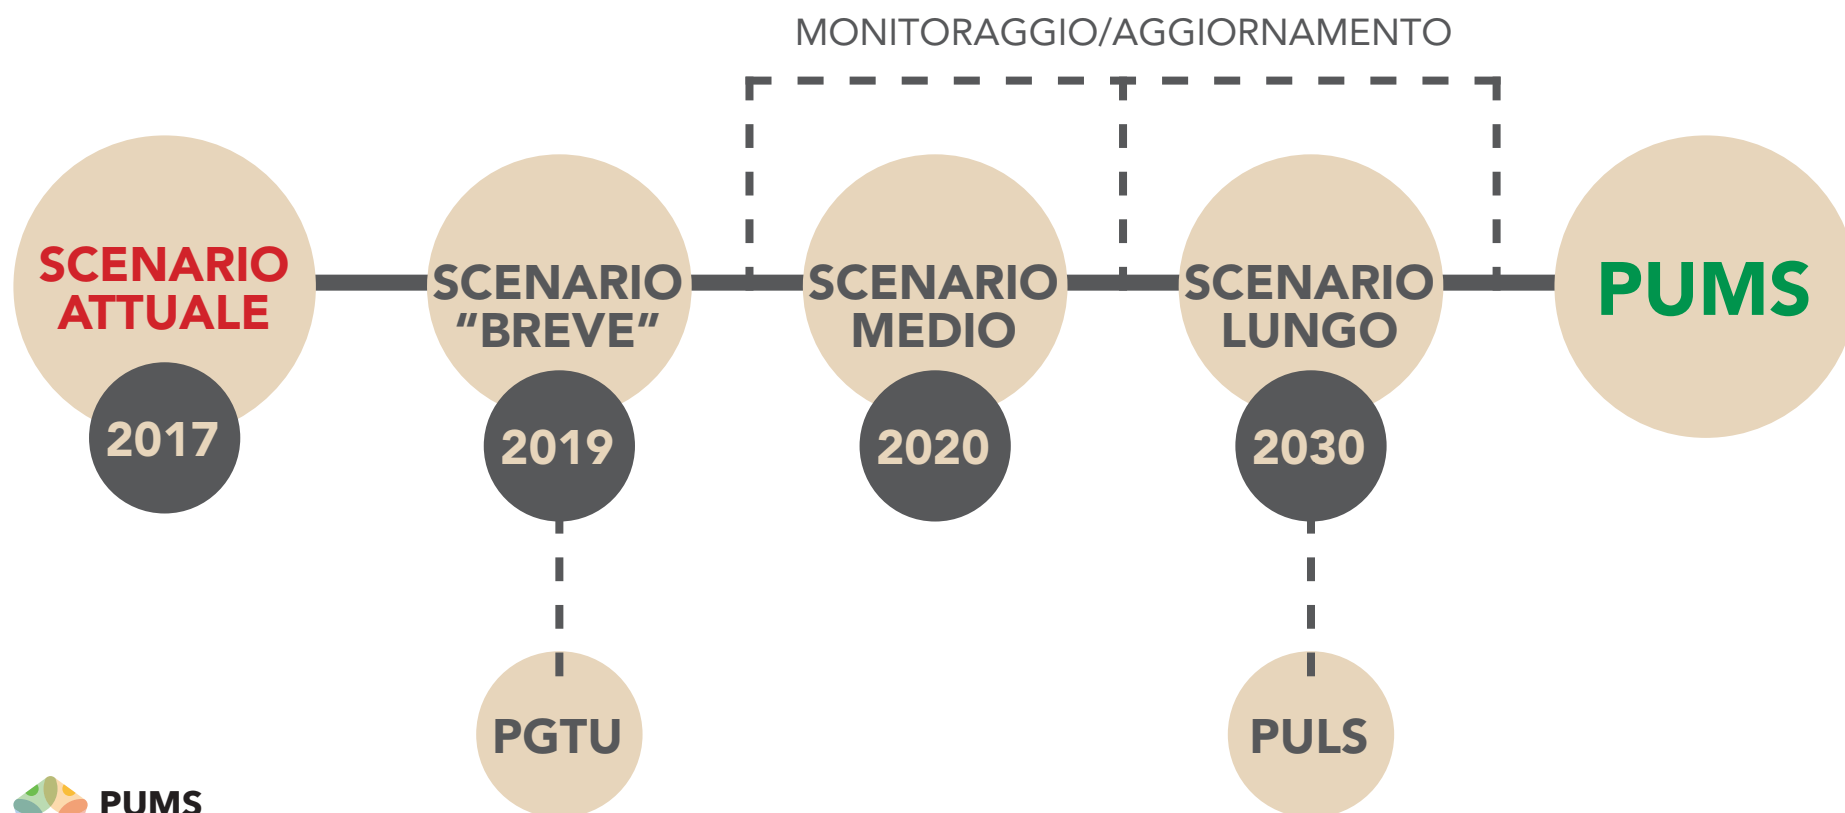 MONITORAGGIO/AGGIORNAMENTO
SCENARIO
ATTUALE
2017
SCENARIO
“BREVE”
2019
SCENARIO
MEDIO
2020
SCENARIO
LUNGO
2030
PUMS
PGTU
PULS
PUMS